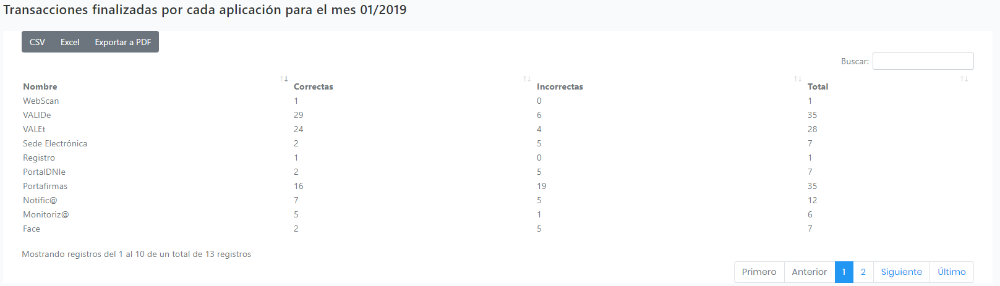 Transacciones finalizadas por cada aplicación para el mes 01/2019
CSV Excel Exportar a PDF
Buscar:
Nombre Correctas Incorrectas Total
WebScan 1 0 1
VALIDe 29 6 35
VALEt 24 4 28
Sede Electrónica 2 5 7
Registro 1 0 1
PortalDNIe 2 5 7
Portafirmas 16 19 35
Notific@ 7 5 12
Monitoriz@ 5 1 6
Face 2 5 7
Mostrando registros del 1 al 10 de un total de 13 registros
Primero Anterior 1 2 Siguiente Último